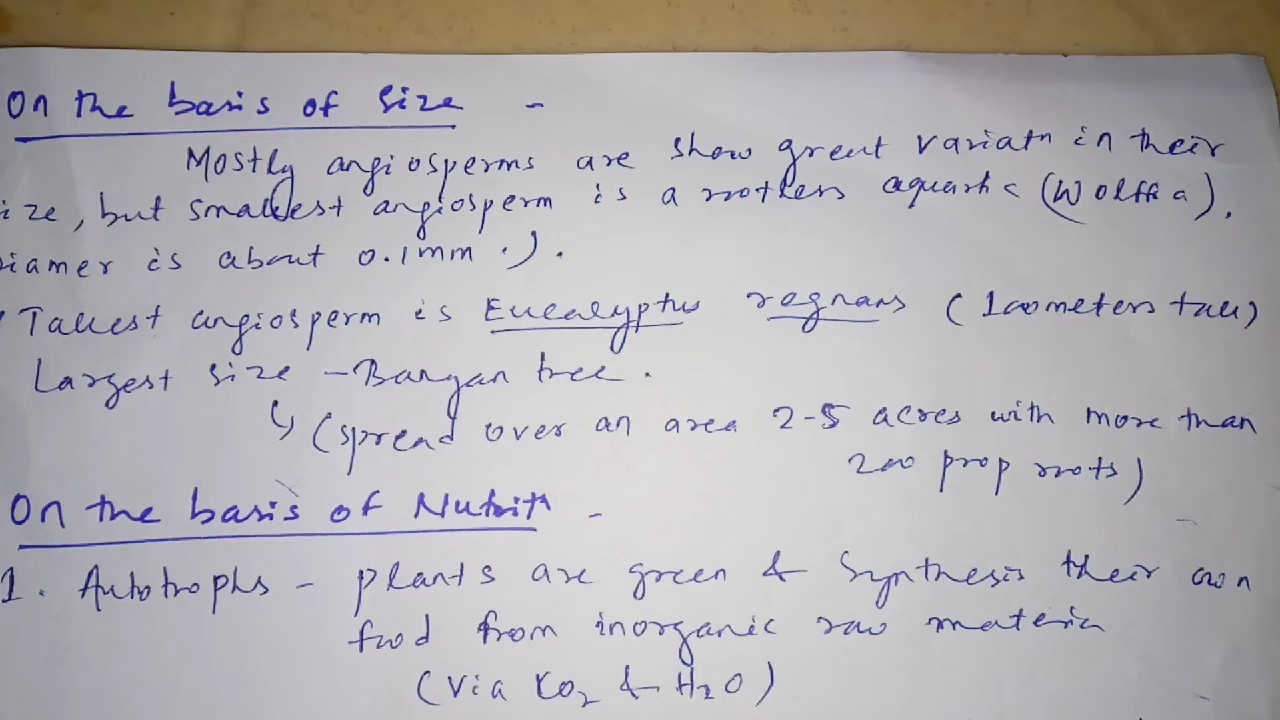 On the basis of size -
Mostly angiosperms are show great variatn in their
ize, but smallest angiosperm is a rootless aquatic (Wolffia).
iamer is about 0.1mm.).
Tallest angiosperm is Eucalyptus regnans (100meters tall)
Largest size - Banyan tree.
↳ (spread over an area 2-5 acres with more than
200 prop roots)
On the basis of Nutritn -
1. Autotrophs - plants are green & synthesis their own
food from inorganic raw materia
(Via CO₂ & H₂O)